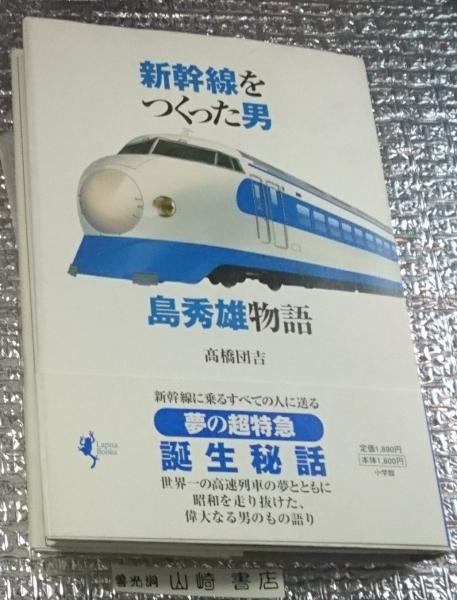 新幹線を
つくった男
島秀雄物語
高橋団吉
新幹線に乗るすべての人に送る
夢の超特急
誕生秘話
世界一の高速列車の夢とともに
昭和を走り抜けた、
偉大なる男のもの語り
Lapita
Books
定価1,890円
本体1,800円
小学館
善光洞 山崎書店